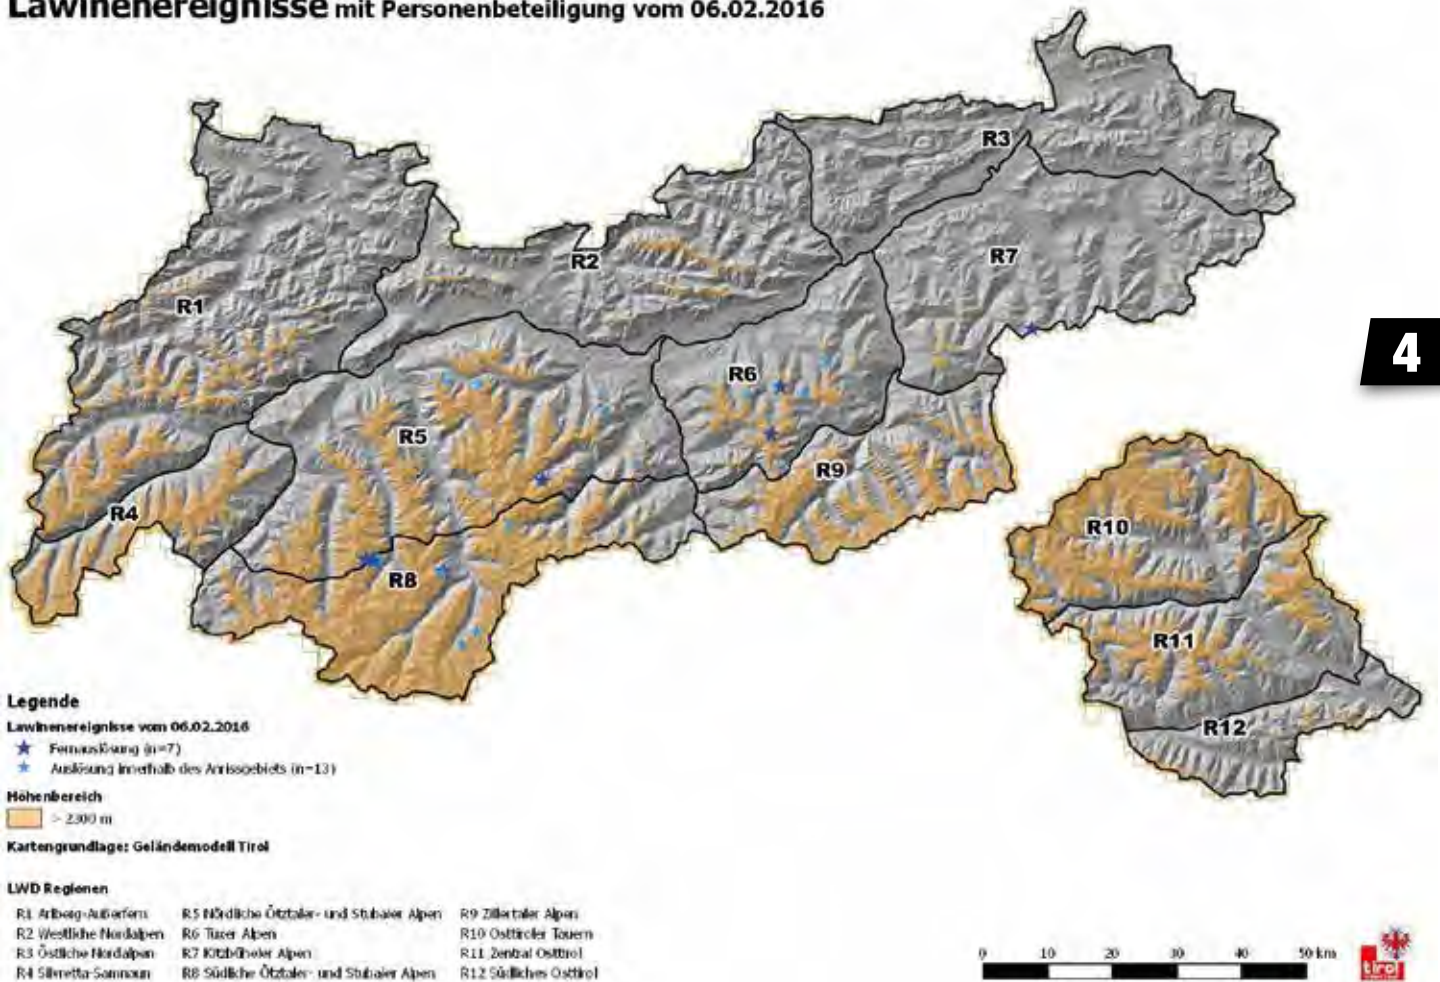 Lawinenereignisse mit Personenbeteiligung vom 06.02.2016
R3
R2
R7
R1
4
R6
R5
R9
R4
R10
R8
R11
R12
Legende
Lawinenereignisse vom 06.02.2016
Fernauslösung (n=7)
Auslösung innerhalb des Anrissgebiets (n=13)
Höhenbereich
> 2300 m
Kartengrundlage: Geländemodell Tirol
LWD Regionen
R1 Arlberg-Außerfern R5 Nördliche Ötztaler- und Stubaier Alpen R9 Zillertaler Alpen
R2 Westliche Nordalpen R6 Tuxer Alpen R10 Osttiroler Tauern
R3 Östliche Nordalpen R7 Kitzbüheler Alpen R11 Zentral Osttirol
R4 Silvretta-Samnaun R8 Südliche Ötztaler- und Stubaier Alpen R12 Südliches Osttirol
0 10 20 30 40 50 km
tirol